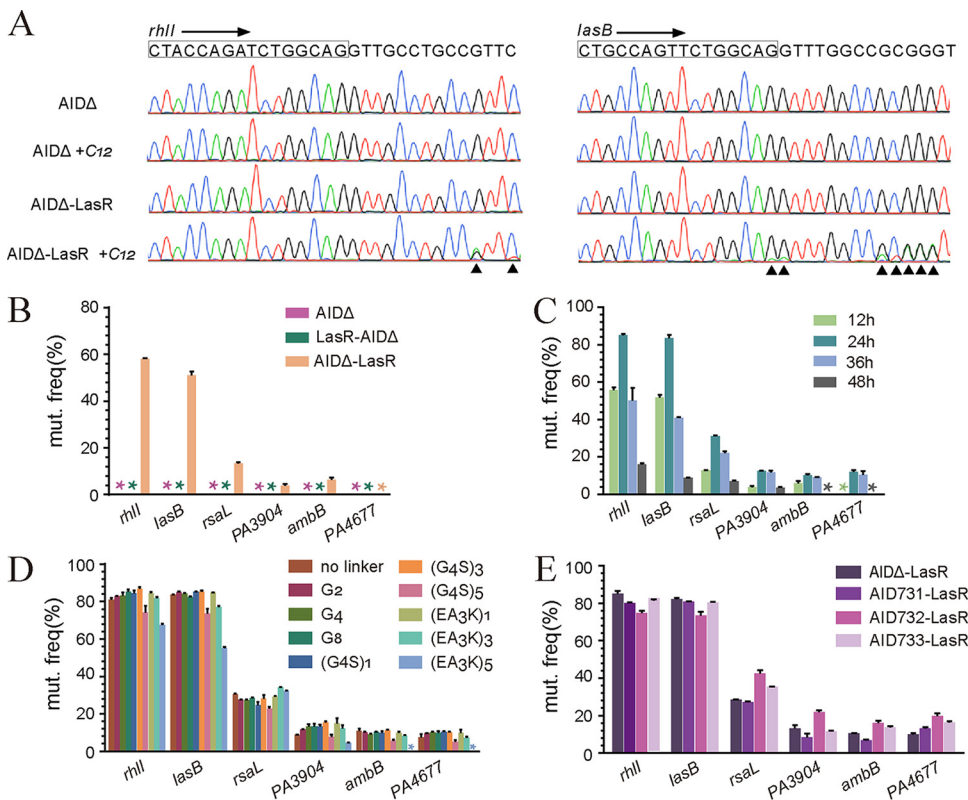 A
rhlI
CTACCAGATCTGGCAGGTTGCCTGCCGTTC
lasB
CTGCCAGTTCTGGCAGGTTTGGCCGCGGGT
AIDΔ
AIDΔ +C12
AIDΔ-LasR
AIDΔ-LasR +C12
B
mut. freq(%)
80
60
40
20
0
AIDΔ
LasR-AIDΔ
AIDΔ-LasR
* * * * * * * * * * * * *
rhlI lasB rsaL PA3904 ambB PA4677
C
mut. freq(%)
100
80
60
40
20
0
12h
24h
36h
48h
* * *
rhlI lasB rsaL PA3904 ambB PA4677
D
mut. freq(%)
100
80
60
40
20
0
no linker
G2
G4
G8
(G4S)1
(G4S)3
(G4S)5
(EA3K)1
(EA3K)3
(EA3K)5
* *
rhlI lasB rsaL PA3904 ambB PA4677
E
mut. freq(%)
100
80
60
40
20
0
AIDΔ-LasR
AID731-LasR
AID732-LasR
AID733-LasR
rhlI lasB rsaL PA3904 ambB PA4677